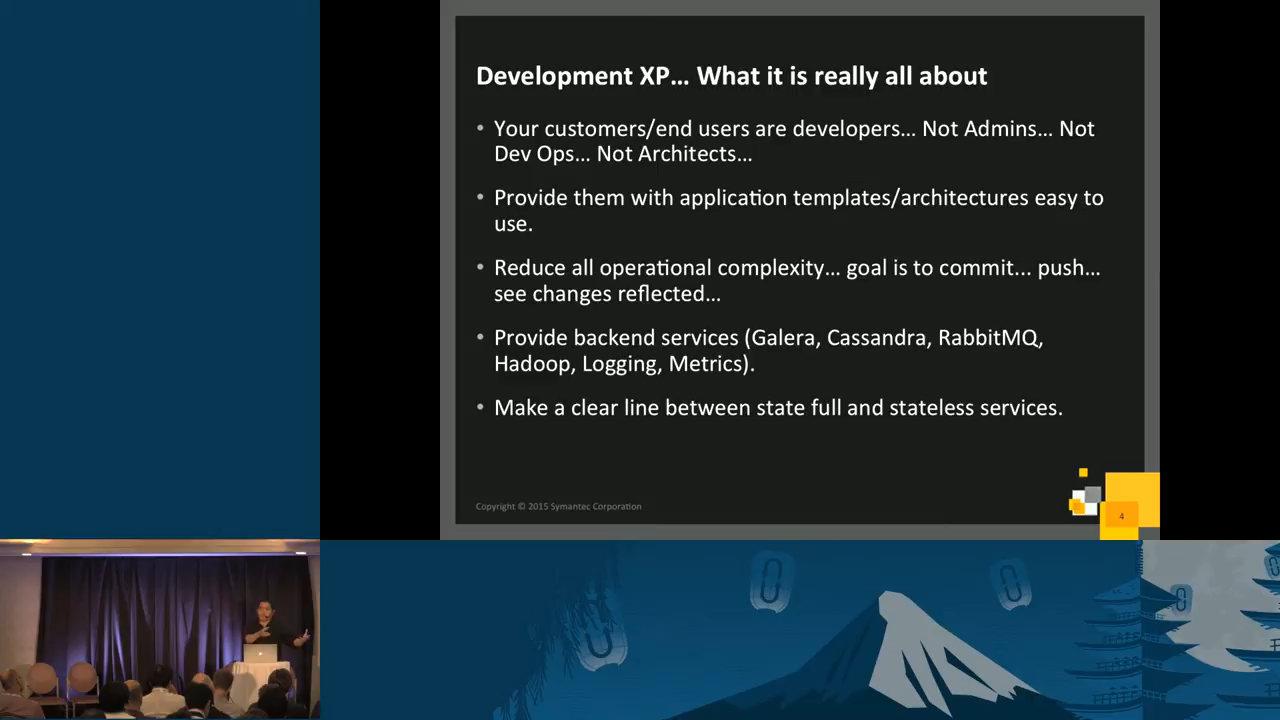 Development XP... What it is really all about
• Your customers/end users are developers... Not Admins... Not
Dev Ops... Not Architects...
• Provide them with application templates/architectures easy to
use.
• Reduce all operational complexity... goal is to commit... push...
see changes reflected...
• Provide backend services (Galera, Cassandra, RabbitMQ,
Hadoop, Logging, Metrics).
• Make a clear line between state full and stateless services.
Copyright © 2015 Symantec Corporation
4